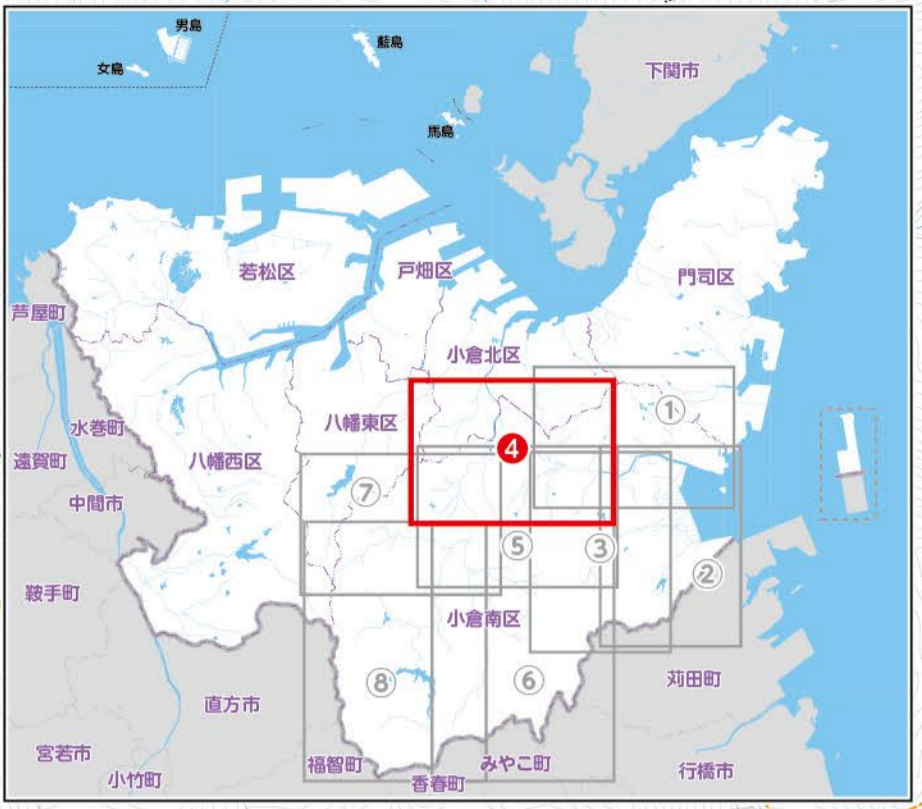 男島
女島
藍島
馬島
下関市
若松区
戸畑区
門司区
芦屋町
小倉北区
水巻町
八幡東区
①
遠賀町
八幡西区
④
中間市
⑦
⑤
③
②
鞍手町
小倉南区
⑧
⑥
苅田町
直方市
宮若市
小竹町
福智町
香春町
みやこ町
行橋市